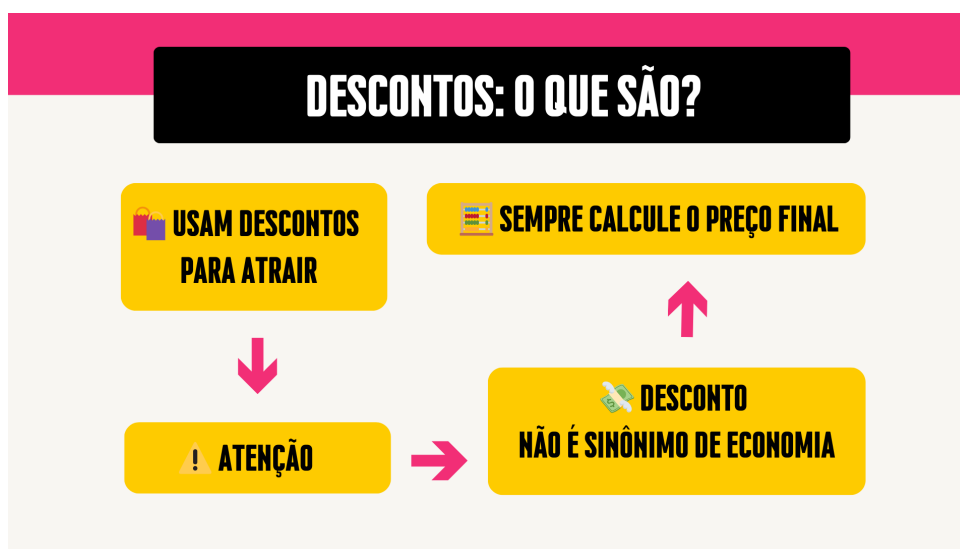 DESCONTOS: O QUE SÃO?
USAM DESCONTOS
PARA ATRAIR
ATENÇÃO
DESCONTO
NÃO É SINÔNIMO DE ECONOMIA
SEMPRE CALCULE O PREÇO FINAL